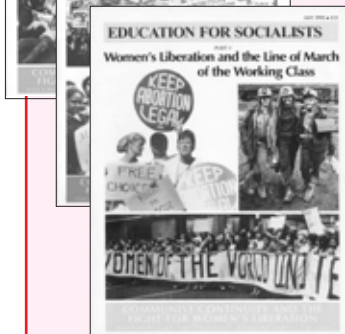 EDUCATION FOR SOCIALISTS
PART I
Women's Liberation and the Line of March
of the Working Class
KEEP
ABORTION
LEGAL
FREE
CHOICE
KEEP
WOMEN OF THE WORLD UNITE
COMMUNIST CONTINUITY AND THE
FIGHT FOR WOMEN'S LIBERATION